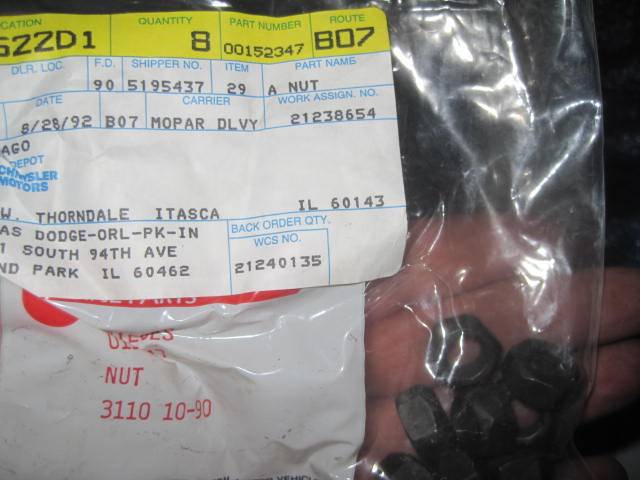 QUANTITY PART NUMBER ROUTE
8 00152347 B07
DLR. LOC. F.D. SHIPPER NO. ITEM PART NAME
90 5195437 29 A NUT
DATE CARRIER WORK ASSIGN. NO.
8/28/92 B07 MOPAR DLVY 21238654
AGO
DEPOT
CHRYSLER
MOTORS
W. THORNDALE ITASCA IL 60143
AS DODGE-ORL-PK-IN BACK ORDER QTY.
1 SOUTH 94TH AVE WCS NO.
ND PARK IL 60462 21240135
NUT
3110 10-90